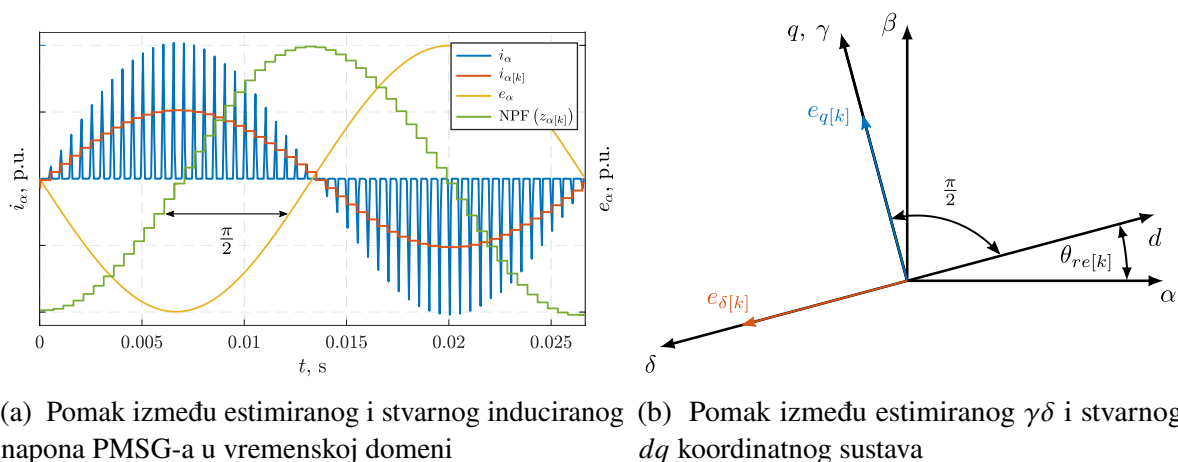 i_α
i_α[k]
e_α
NPF (z_α[k])
i_α, p.u.
e_α, p.u.
π/2
0
0.005
0.01
0.015
0.02
0.025
t, s
q, γ
β
e_q[k]
π/2
d
θ_re[k]
α
e_δ[k]
δ
(a) Pomak između estimiranog i stvarnog induciranog
napona PMSG-a u vremenskoj domeni
(b) Pomak između estimiranog γδ i stvarnog
dq koordinatnog sustava